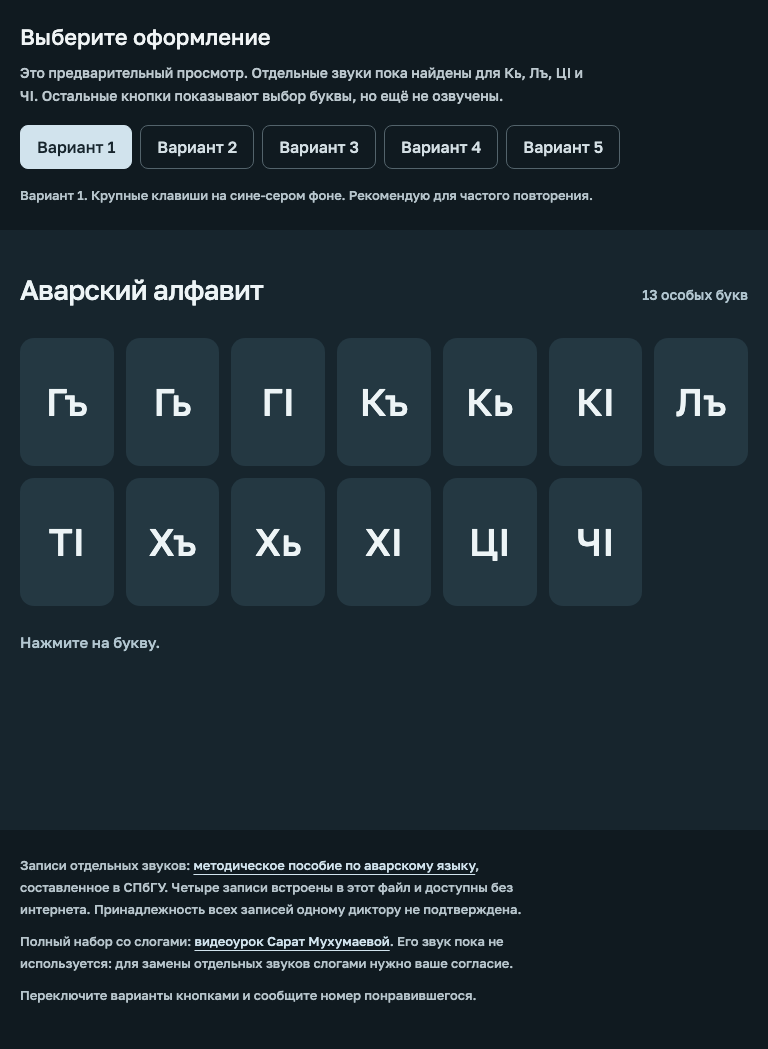 Выберите оформление
Это предварительный просмотр. Отдельные звуки пока найдены для Кь, Лъ, ЦӀ и
ЧӀ. Остальные кнопки показывают выбор буквы, но ещё не озвучены.
Вариант 1 Вариант 2 Вариант 3 Вариант 4 Вариант 5
Вариант 1. Крупные клавиши на сине-сером фоне. Рекомендую для частого повторения.
Аварский алфавит 13 особых букв
Гъ Гь ГӀ Къ Кь КӀ Лъ
ТӀ Хъ Хь ХӀ ЦӀ ЧӀ
Нажмите на букву.
Записи отдельных звуков: методическое пособие по аварскому языку,
составленное в СПбГУ. Четыре записи встроены в этот файл и доступны без
интернета. Принадлежность всех записей одному диктору не подтверждена.
Полный набор со слогами: видеоурок Сарат Мухумаевой. Его звук пока не
используется: для замены отдельных звуков слогами нужно ваше согласие.
Переключите варианты кнопками и сообщите номер понравившегося.